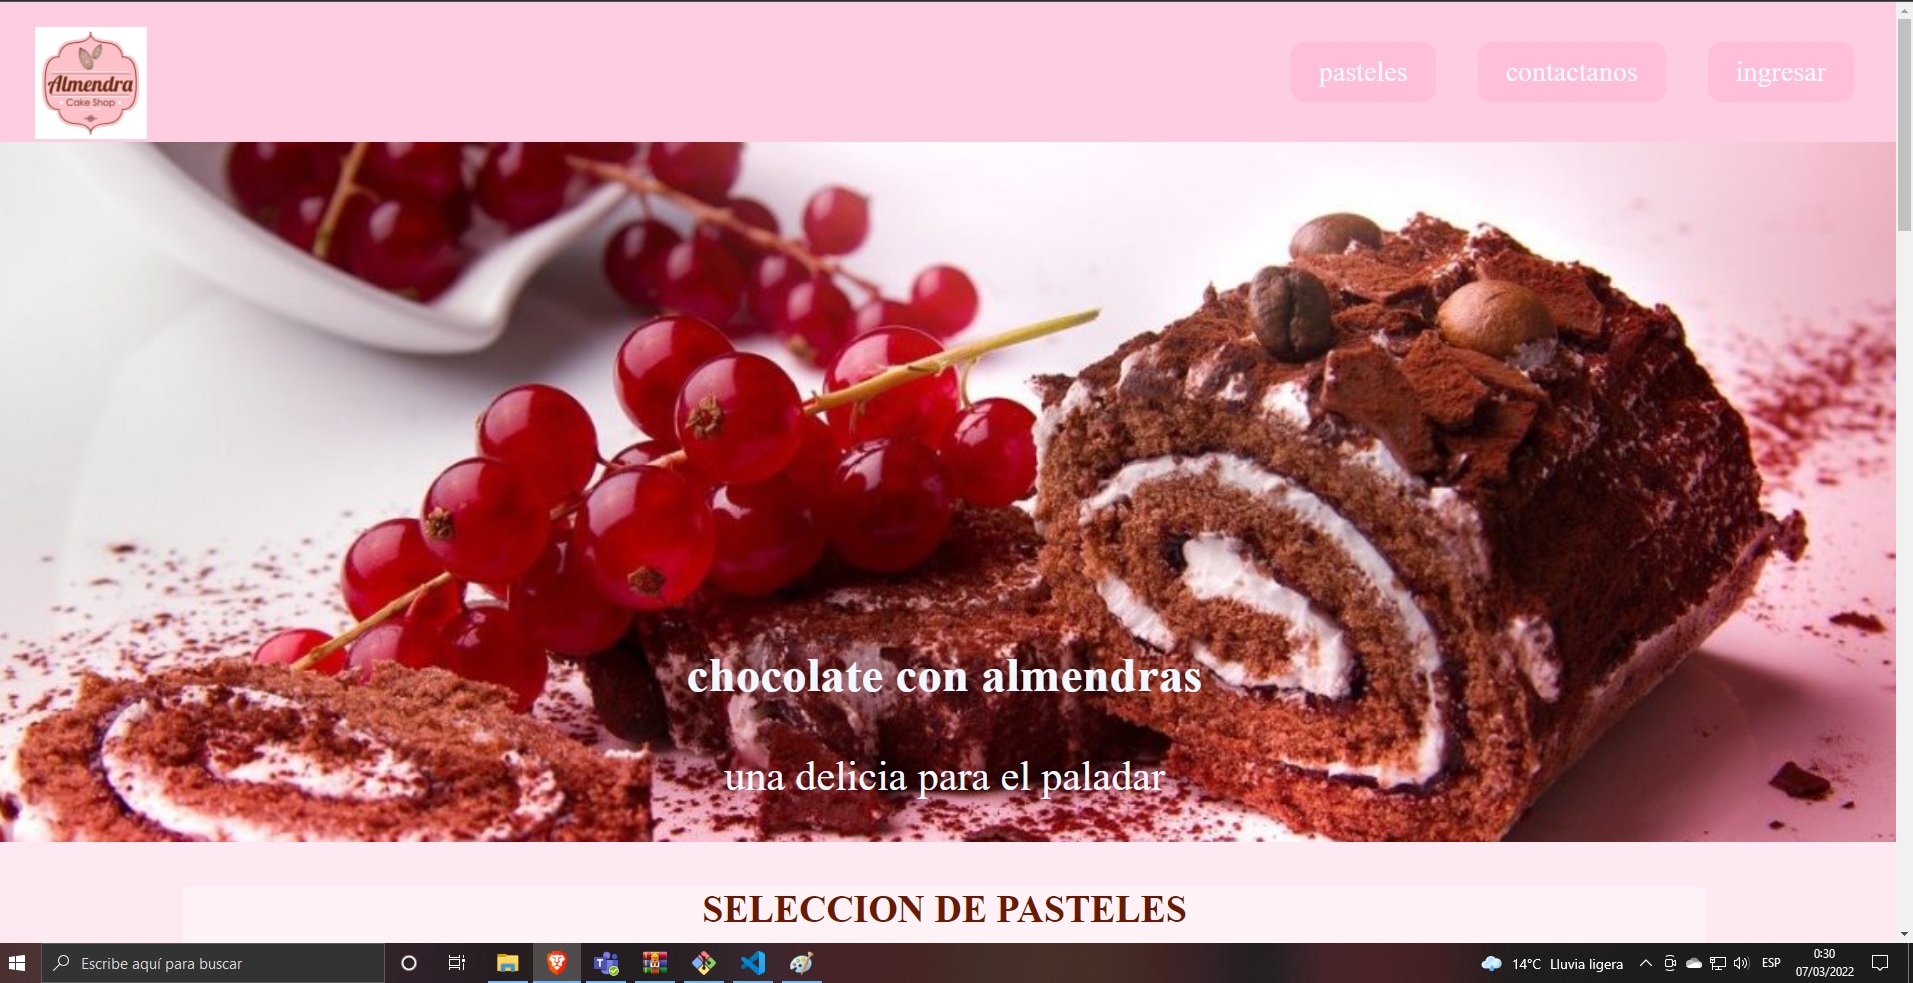 Almendra
Cake Shop
pasteles
contactanos
ingresar
chocolate con almendras
una delicia para el paladar
SELECCION DE PASTELES
Escribe aquí para buscar
14°C Lluvia ligera
ESP
0:30
07/03/2022